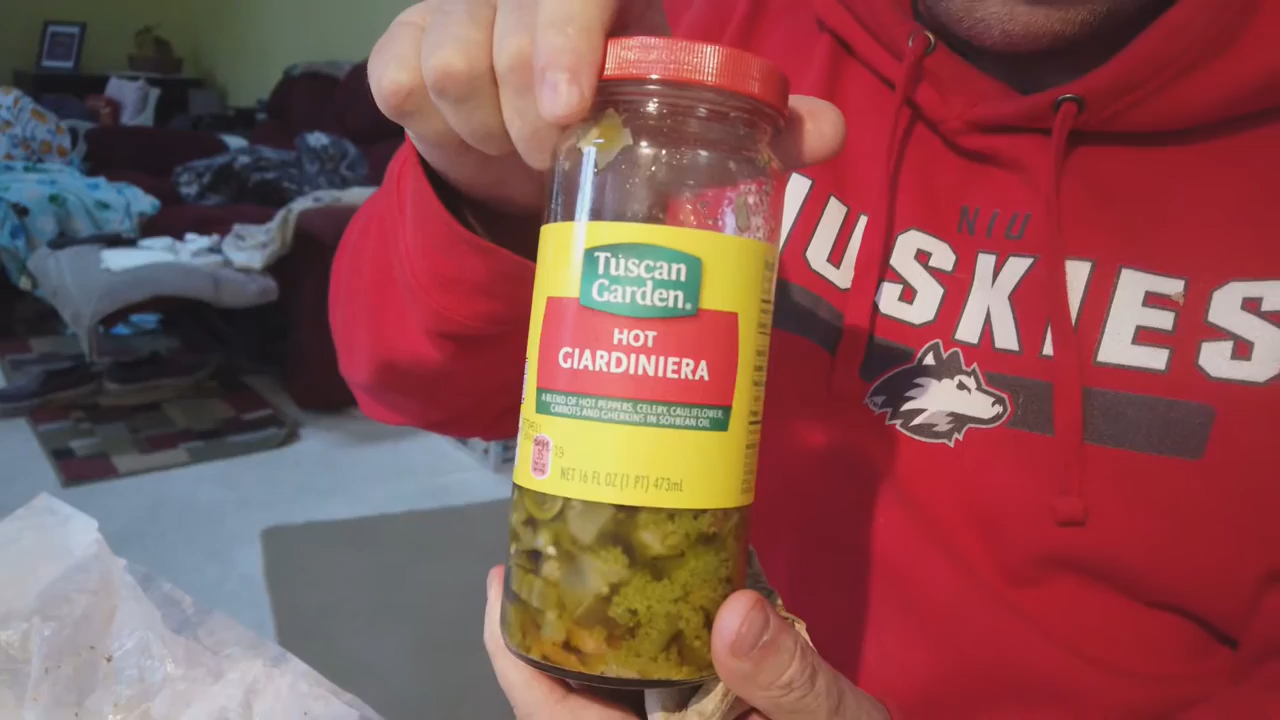 Tuscan
Garden®
HOT
GIARDINIERA
A BLEND OF HOT PEPPERS, CELERY, CAULIFLOWER,
CARROTS AND GHERKINS IN SOYBEAN OIL
NET 16 FL OZ (1 PT) 473mL
NIU
HUSKIES